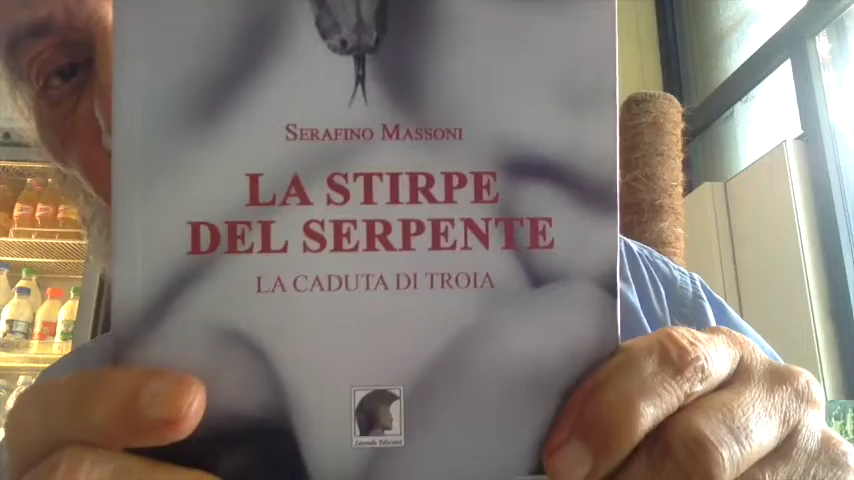 SERAFINO MASSONI
LA STIRPE
DEL SERPENTE
LA CADUTA DI TROIA